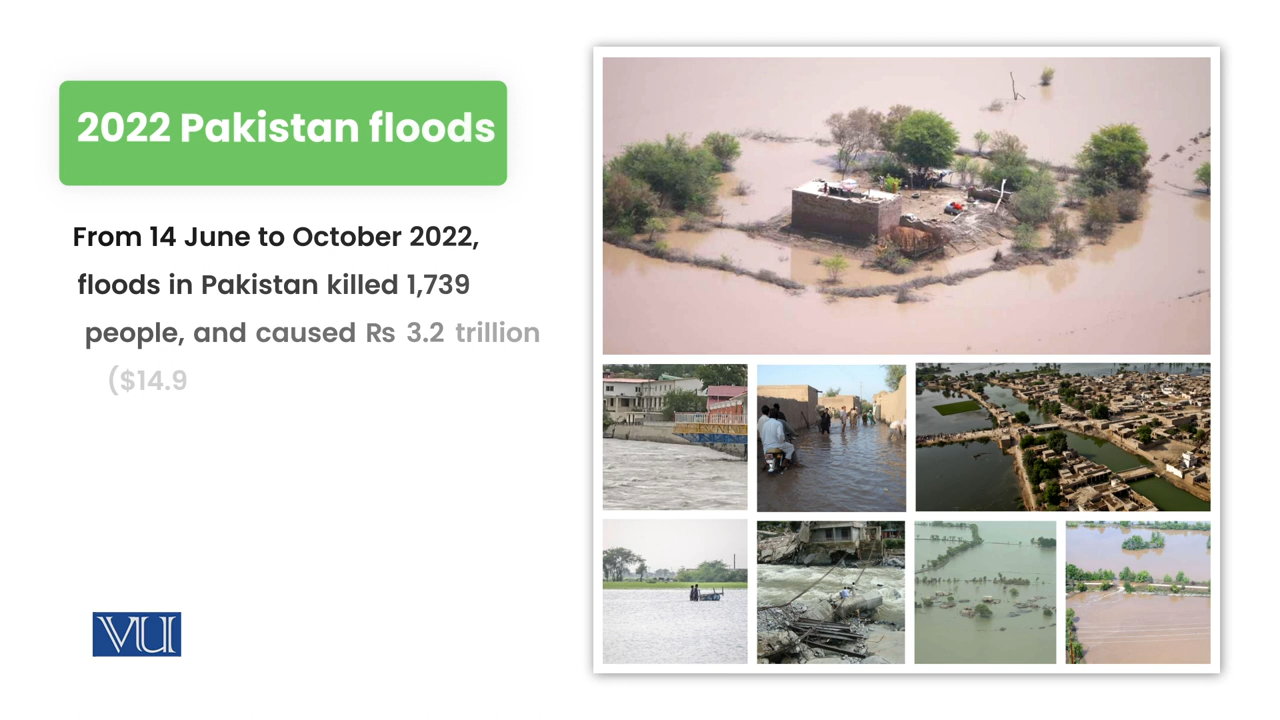 2022 Pakistan floods
From 14 June to October 2022,
floods in Pakistan killed 1,739
people, and caused Rs 3.2 trillion
($14.9
VU